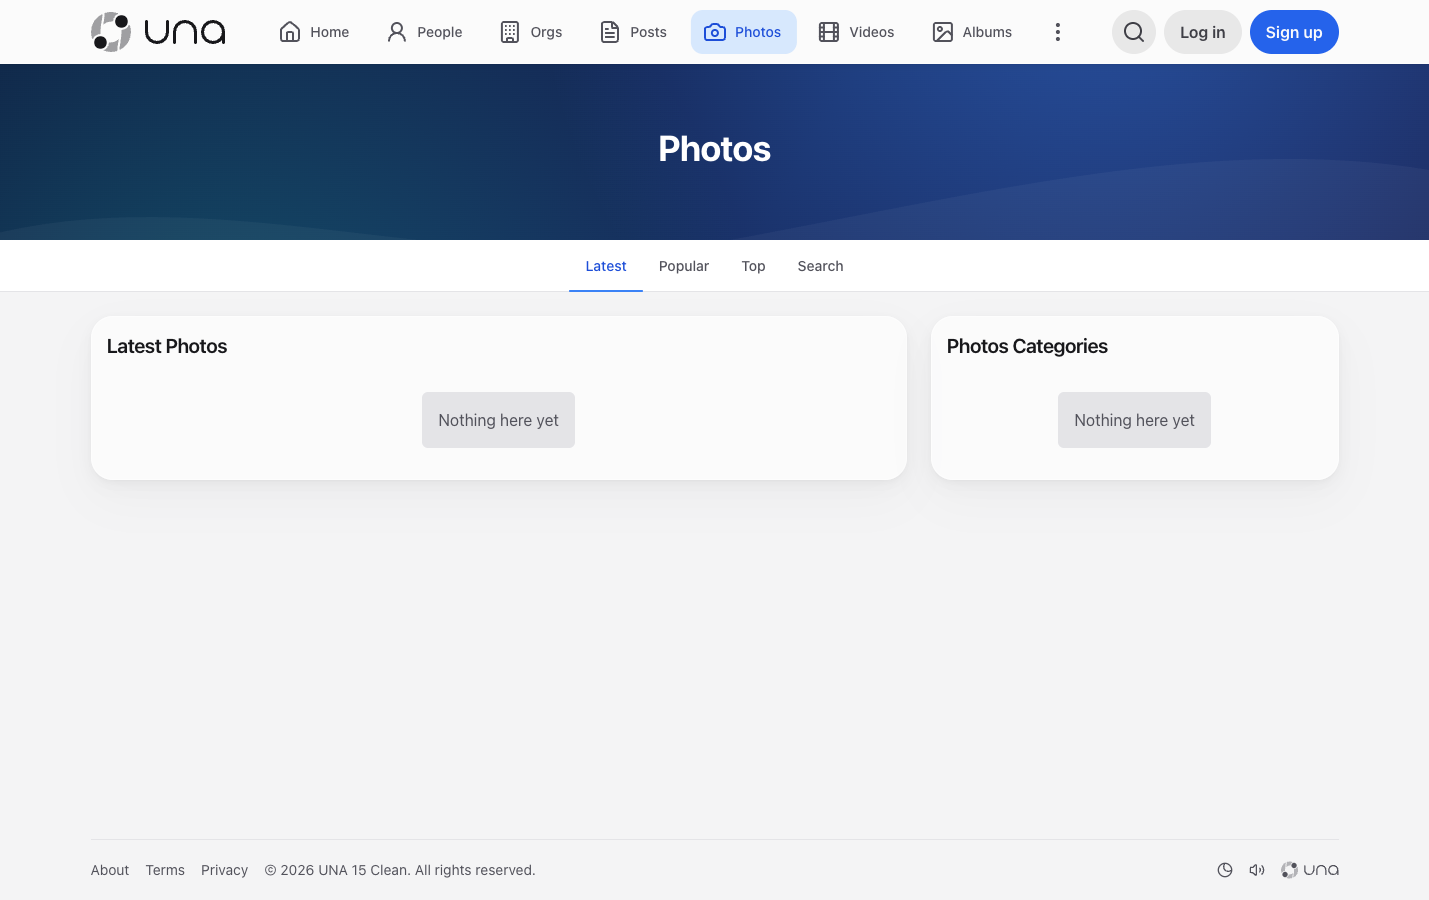 una
Home
People
Orgs
Posts
Photos
Videos
Albums
Log in
Sign up
Photos
Latest
Popular
Top
Search
Latest Photos
Nothing here yet
Photos Categories
Nothing here yet
About
Terms
Privacy
© 2026 UNA 15 Clean. All rights reserved.
una